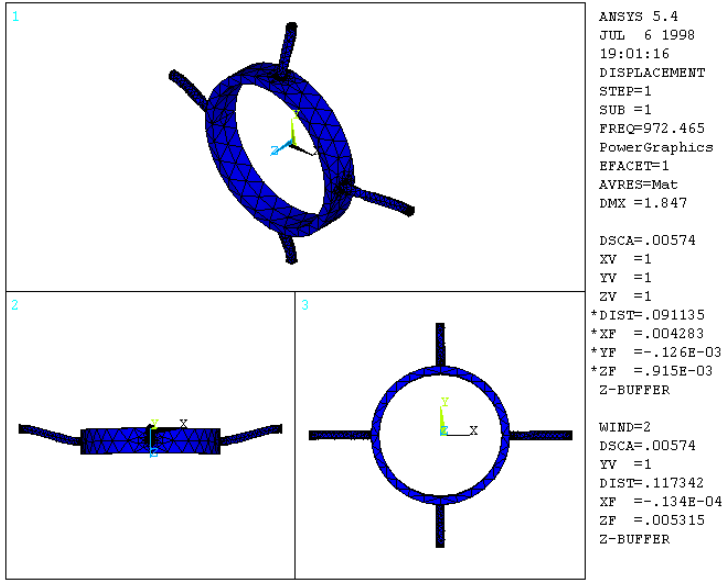 1
Y
Z
2
Y
X
Z
3
Y
Z
X
ANSYS 5.4
JUL  6 1998
19:01:16
DISPLACEMENT
STEP=1
SUB =1
FREQ=972.465
PowerGraphics
EFACET=1
AVRES=Mat
DMX =1.847
DSCA=.00574
XV  =1
YV  =1
ZV  =1
*DIST=.091135
*XF  =.004283
*YF  =-.126E-03
*ZF  =.915E-03
Z-BUFFER
WIND=2
DSCA=.00574
YV  =1
DIST=.117342
XF  =-.134E-04
ZF  =.005315
Z-BUFFER